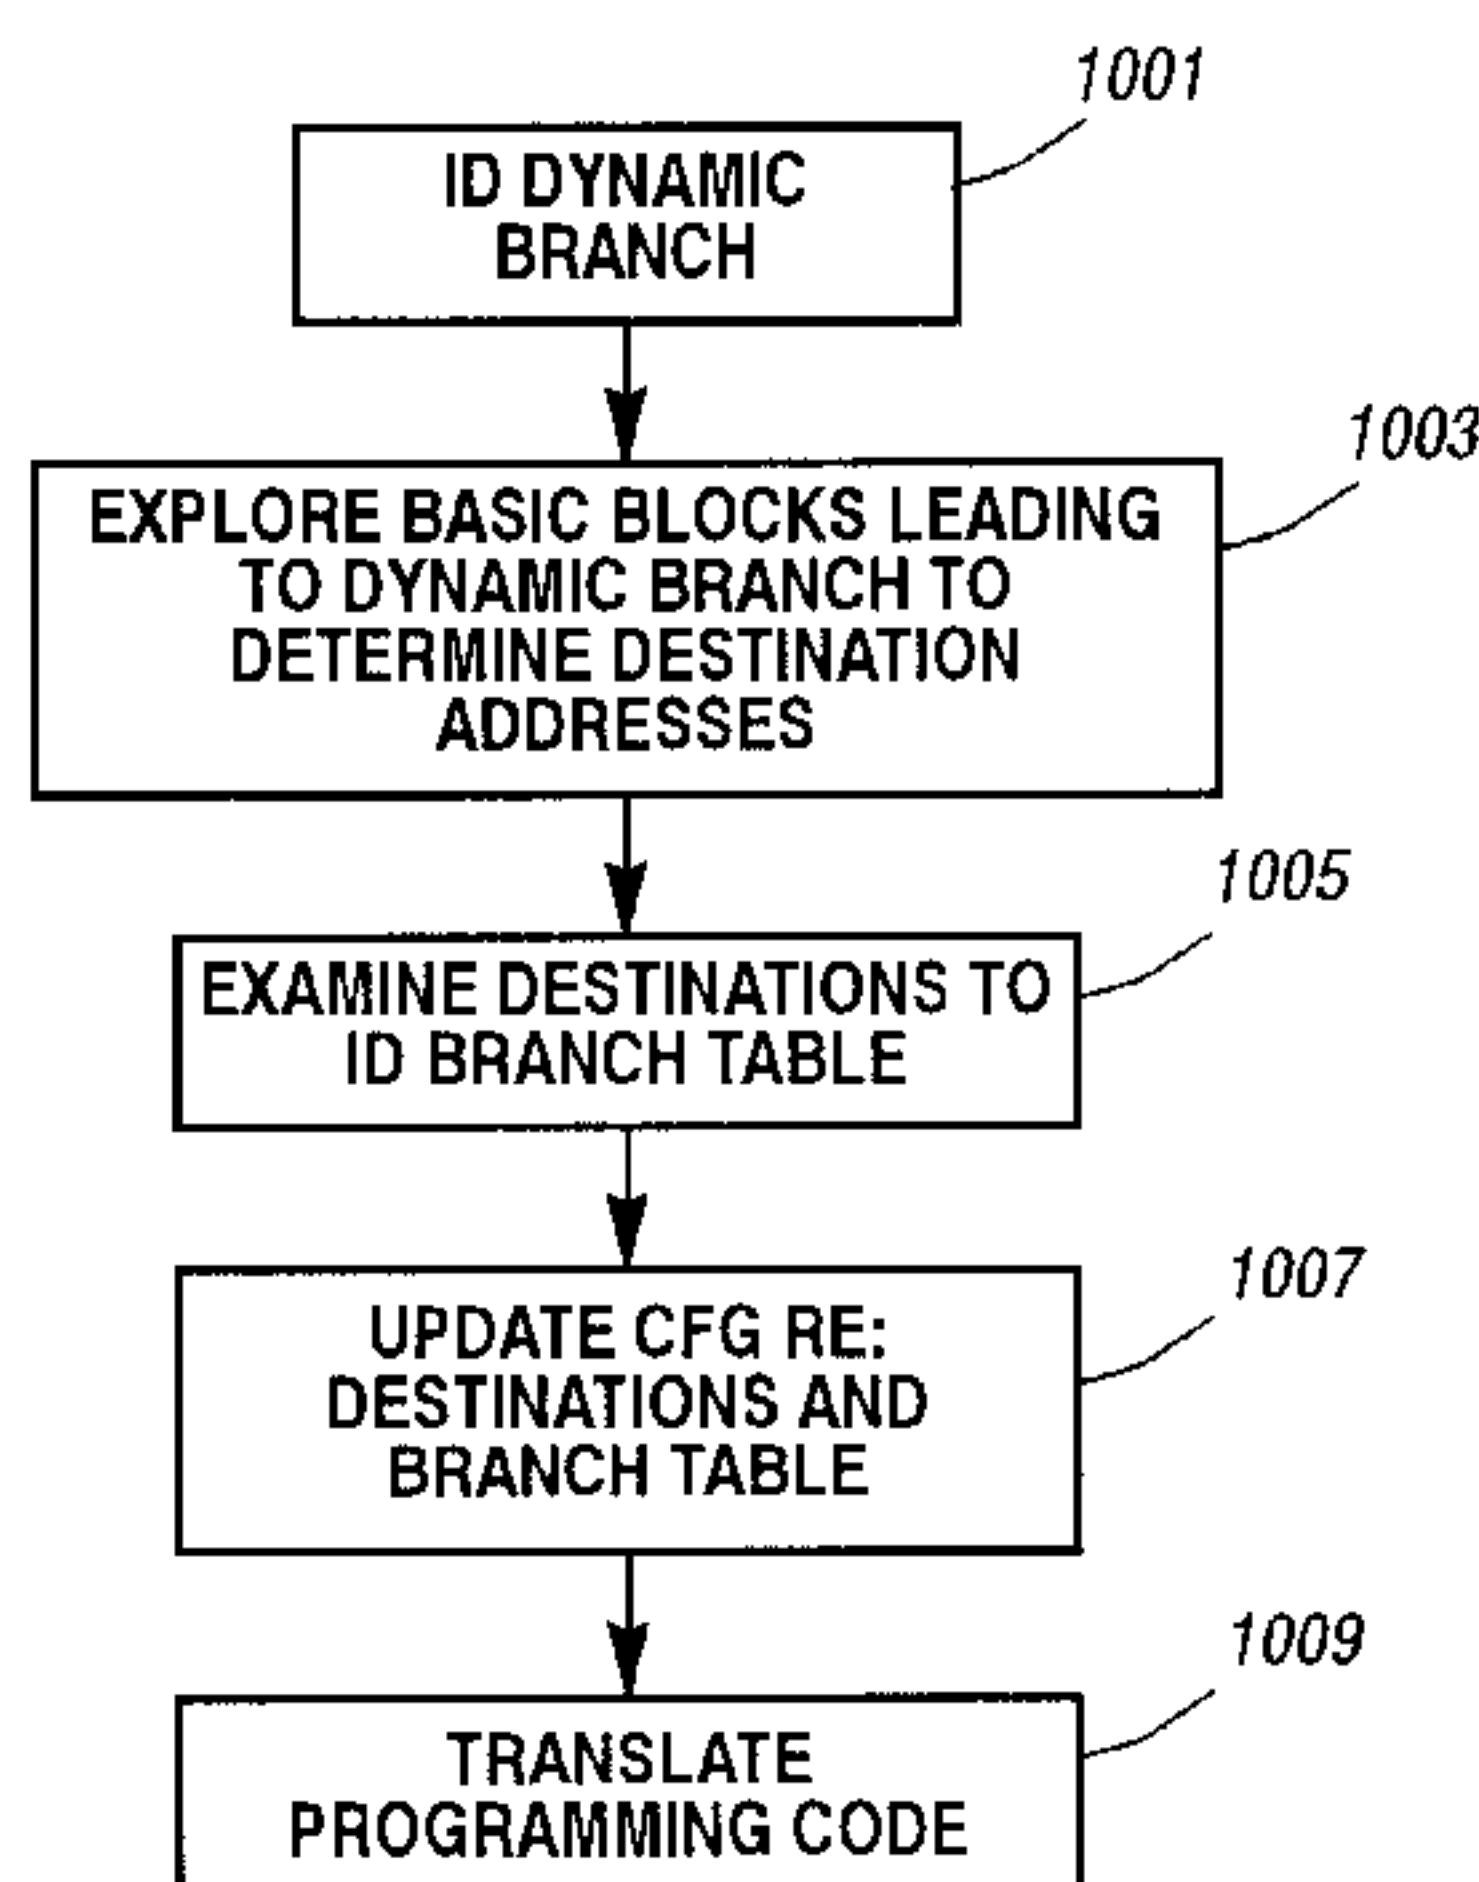 1001
ID DYNAMIC
BRANCH
1003
EXPLORE BASIC BLOCKS LEADING
TO DYNAMIC BRANCH TO
DETERMINE DESTINATION
ADDRESSES
1005
EXAMINE DESTINATIONS TO
ID BRANCH TABLE
1007
UPDATE CFG RE:
DESTINATIONS AND
BRANCH TABLE
1009
TRANSLATE
PROGRAMMING CODE